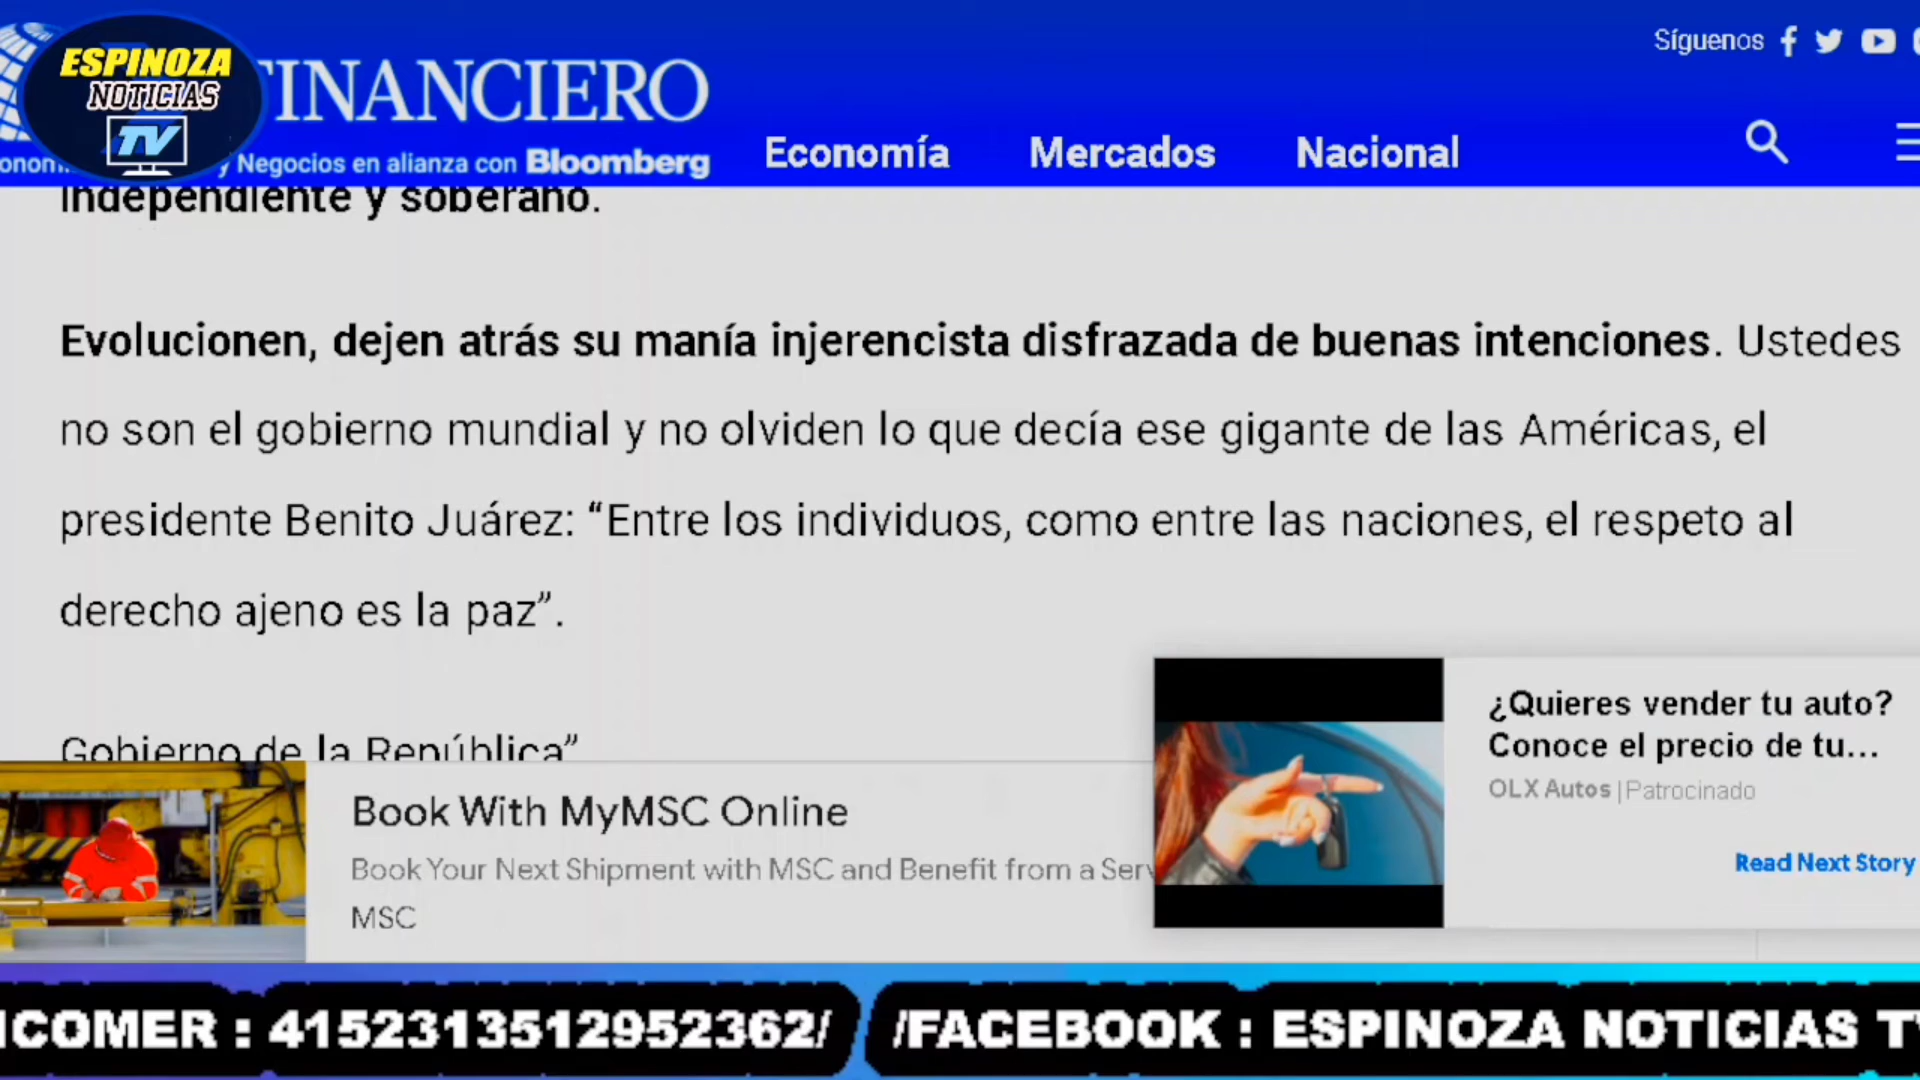 ESPINOZA
NOTICIAS
TV
FINANCIERO
y Negocios en alianza con Bloomberg
Economía
Mercados
Nacional
Síguenos
independiente y soberano.
Evolucionen, dejen atrás su manía injerencista disfrazada de buenas intenciones. Ustedes
no son el gobierno mundial y no olviden lo que decía ese gigante de las Américas, el
presidente Benito Juárez: “Entre los individuos, como entre las naciones, el respeto al
derecho ajeno es la paz”.
Gobierno de la República”
Book With MyMSC Online
Book Your Next Shipment with MSC and Benefit from a Serv
MSC
¿Quieres vender tu auto?
Conoce el precio de tu...
OLX Autos | Patrocinado
Read Next Story
COMER : 4152313512952362/ /FACEBOOK : ESPINOZA NOTICIAS TV